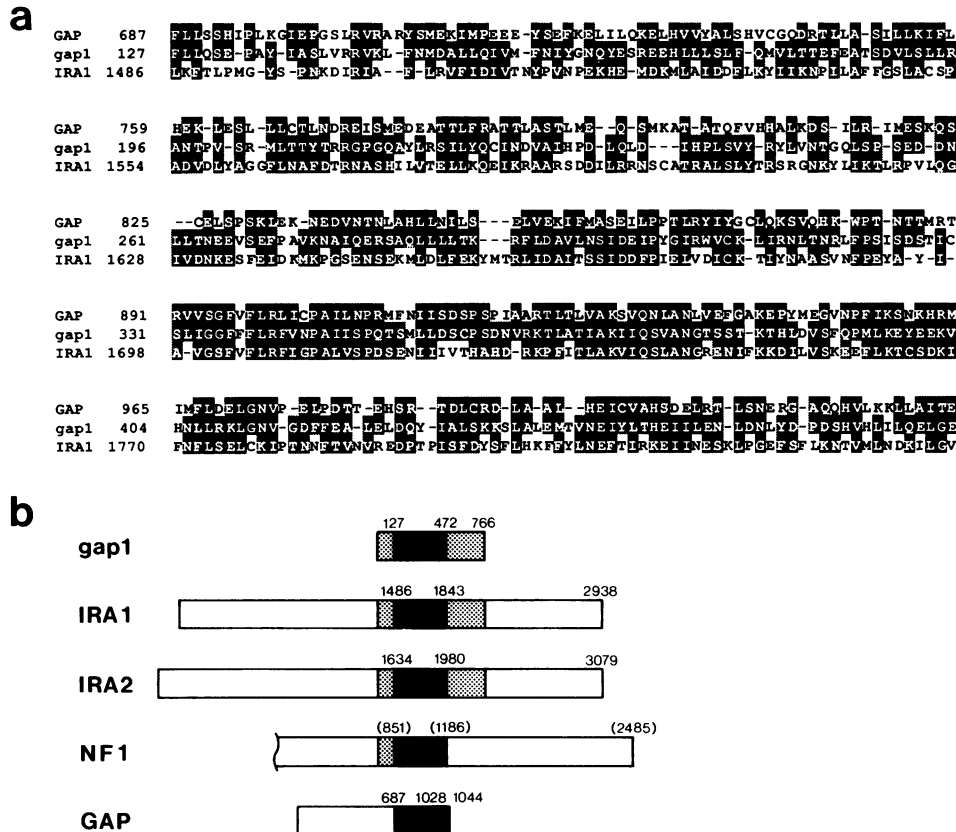 a
GAP 687 FLLSSHIPLKGIEPGSLRVRARYSMEKIMPEEE-YSEFKELILQKELHVVYALSHVCGQDRTLLA-SILLKIFL
gap1 127 FLLQSEP-PAYIASLVRRVKL-FNMDALLQIVM-FNIYGNQYESREEHLLLSLF-QMVLTTEFEATSDVLSLLR
IRA1 1486 LKFTLPMG-YS-PNKDIRIA--F-LRVFIDIVTNYPVNPEKHE-MDKMLAIDDFLKYIIKNPILAFFGSLACSP
GAP 759 HEK-LESL-LLCTLNDREISMEDEATTLFRATTLASTLME--Q-SMKAT-ATQFVHHALKDS-ILR-IMESKQS
gap1 196 ANTPV-SR-MLTTYTRRGPGQAYLRSILYQCINDVAIHPD-LQLD---IHPLSVY-RYLVNTGQLSP-SED-DN
IRA1 1554 ADVDLYAGGFLNAFDTRNASHILVTELLKQEIKRAARSDDILRRNSCATRALSLYTRSRGNKYLIKTLRPVLQG
GAP 825 --CELSPSKLEK-NEDVNTNLAHLLNILS---ELVEKIFMASEILPPTLRYIYGCLQKSVQHK-WPT-NTTMRT
gap1 261 LLTNEEVSEFPAVKNAIQERSAQLLLLTK---RFLDAVLNSIDEIPYGIRWVCK-LIRNLTNRLFPSISDSTIC
IRA1 1628 IVDNKESFEIDKMKPGSENSEKMLDLFEKYMTRLIDAITSSIDDFPIELVDICK-TIYNAASVNFPEYA-Y-I-
GAP 891 RVVSGFVFLRLICPAILNPRMFNIISDSPSPIAARTLTLVAKSVQNLANLVEFGAKEPYMEGVNPFIKSNKHRM
gap1 331 SLIGGFFFLRFVNPAIISPQTSMLLDSCPSDNVRKTLATIAKIIQSVANGTSST-KTHLDVSFQPMLKEYEEKV
IRA1 1698 A-VGSFVFLRFIGPALVSPDSENIIIVTHAHD-RKPFITLAKVIQSLANGRENIFKKDILVSKEEFLKTCSDKI
GAP 965 IMFLDELGNVP-ELPDTT-EHSR--TDLCRD-LA-AL--HEICVAHSDELRT-LSNERG-AQQHVLKKLLAITE
gap1 404 HNLLRKLGNV-GDFFEA-LELDQY-IALSKKSLALEMTVNEIYLTHEIILEN-LDNLYD-PDSHVHLILQELGE
IRA1 1770 FNFLSELCKIPTNNFTVNVREDPTPISFDYSFLHKFFYLNEFTIRKEIINESKLPGEFSFLKNTVMLNDKILGV
b
127 472 766
gap1
1486 1843 2938
IRA1
1634 1980 3079
IRA2
(851) (1186) (2485)
NF1
687 1028 1044
GAP